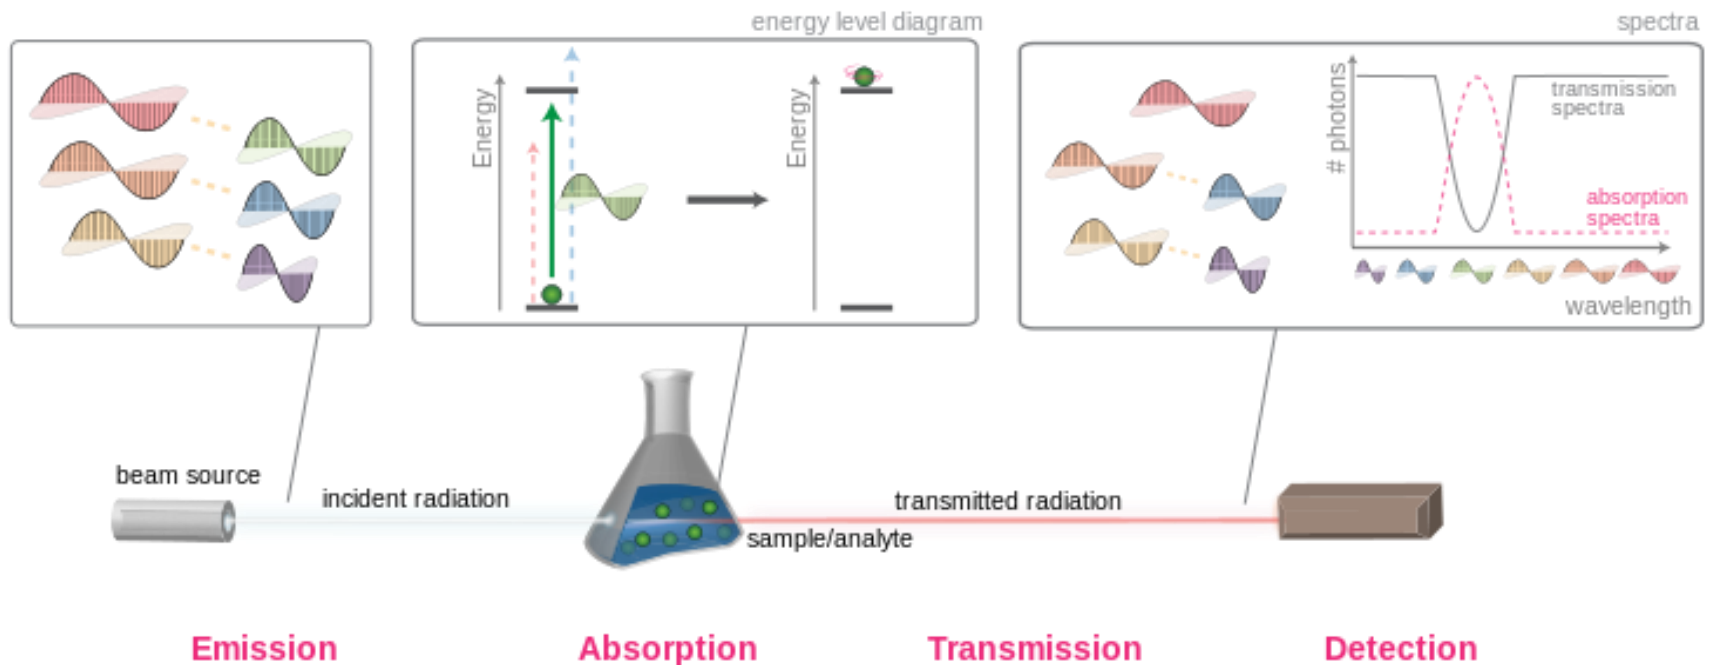 energy level diagram
spectra
Energy
Energy
# photons
transmission
spectra
absorption
spectra
wavelength
beam source
incident radiation
transmitted radiation
sample/analyte
Emission
Absorption
Transmission
Detection